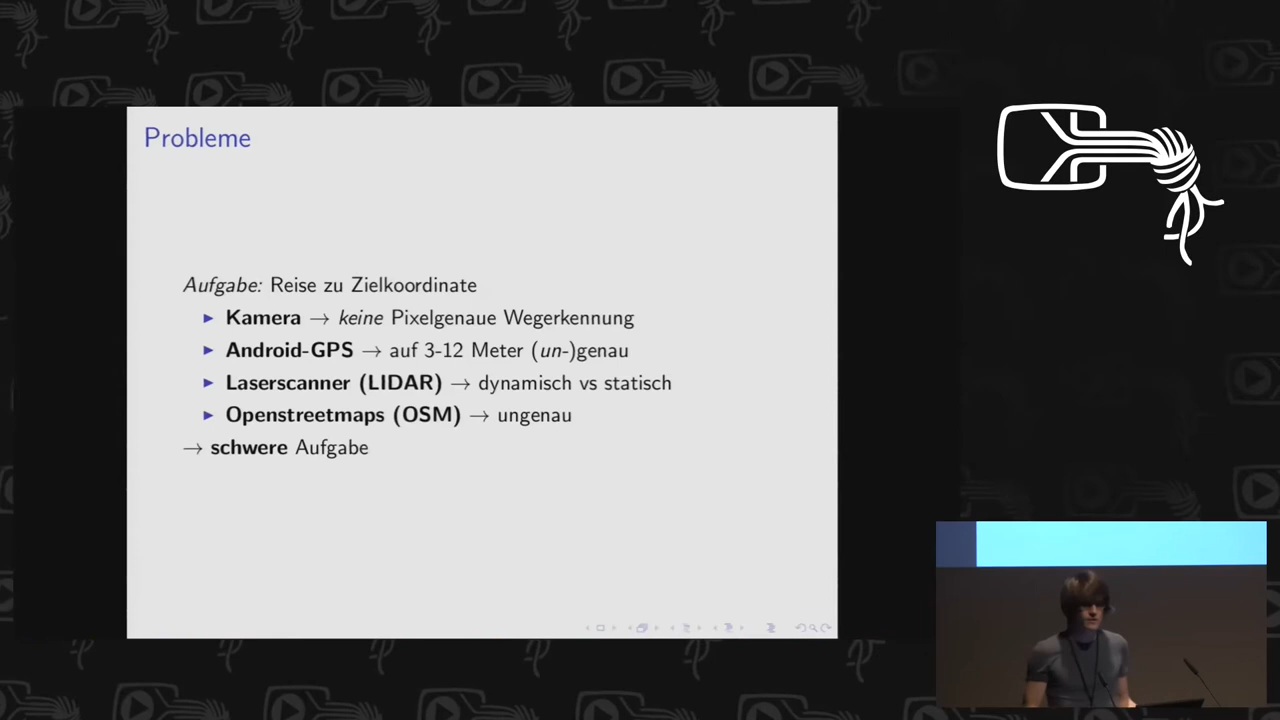 Probleme
Aufgabe: Reise zu Zielkoordinate
Kamera → keine Pixelgenaue Wegerkennung
Android-GPS → auf 3-12 Meter (un-)genau
Laserscanner (LIDAR) → dynamisch vs statisch
Openstreetmaps (OSM) → ungenau
→ schwere Aufgabe